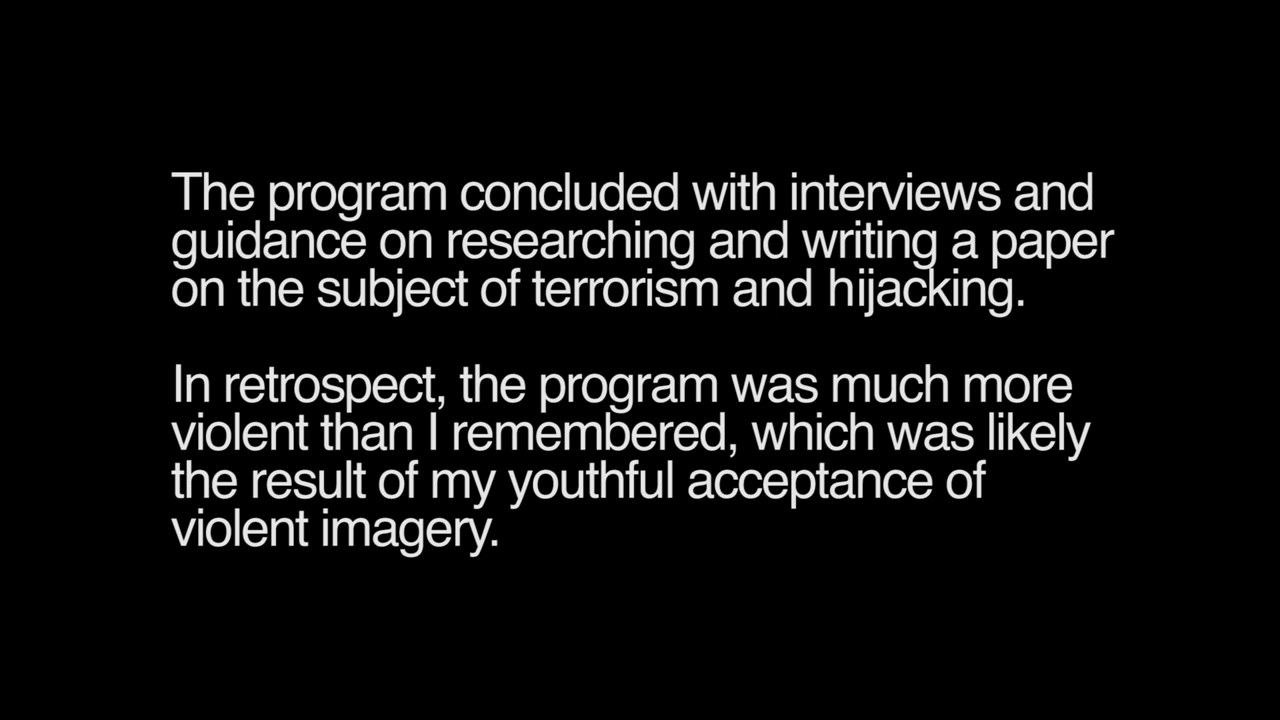 The program concluded with interviews and
guidance on researching and writing a paper
on the subject of terrorism and hijacking.
In retrospect, the program was much more
violent than I remembered, which was likely
the result of my youthful acceptance of
violent imagery.